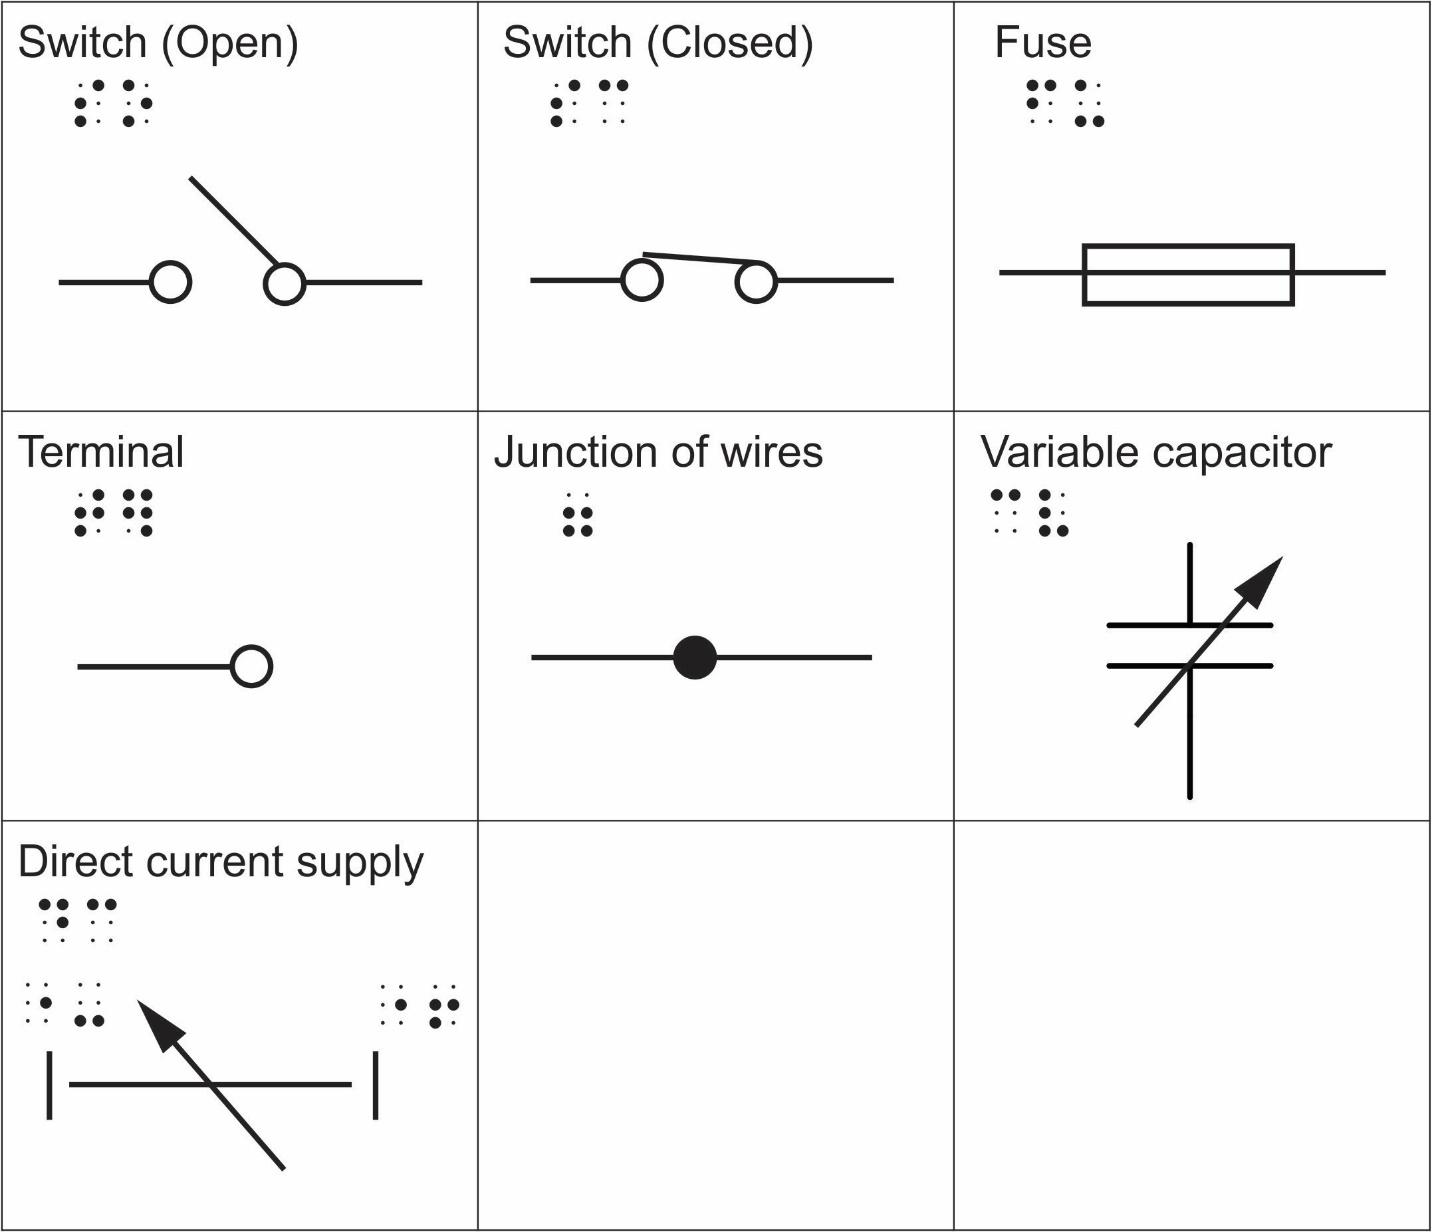 Switch (Open)
⠎⠕
Switch (Closed)
⠎⠉
Fuse
⠋⠥
Terminal
⠞⠻
Junction of wires
⠶
Variable capacitor
⠉⠧
Direct current supply
⠙⠉
⠐⠤
⠐⠖